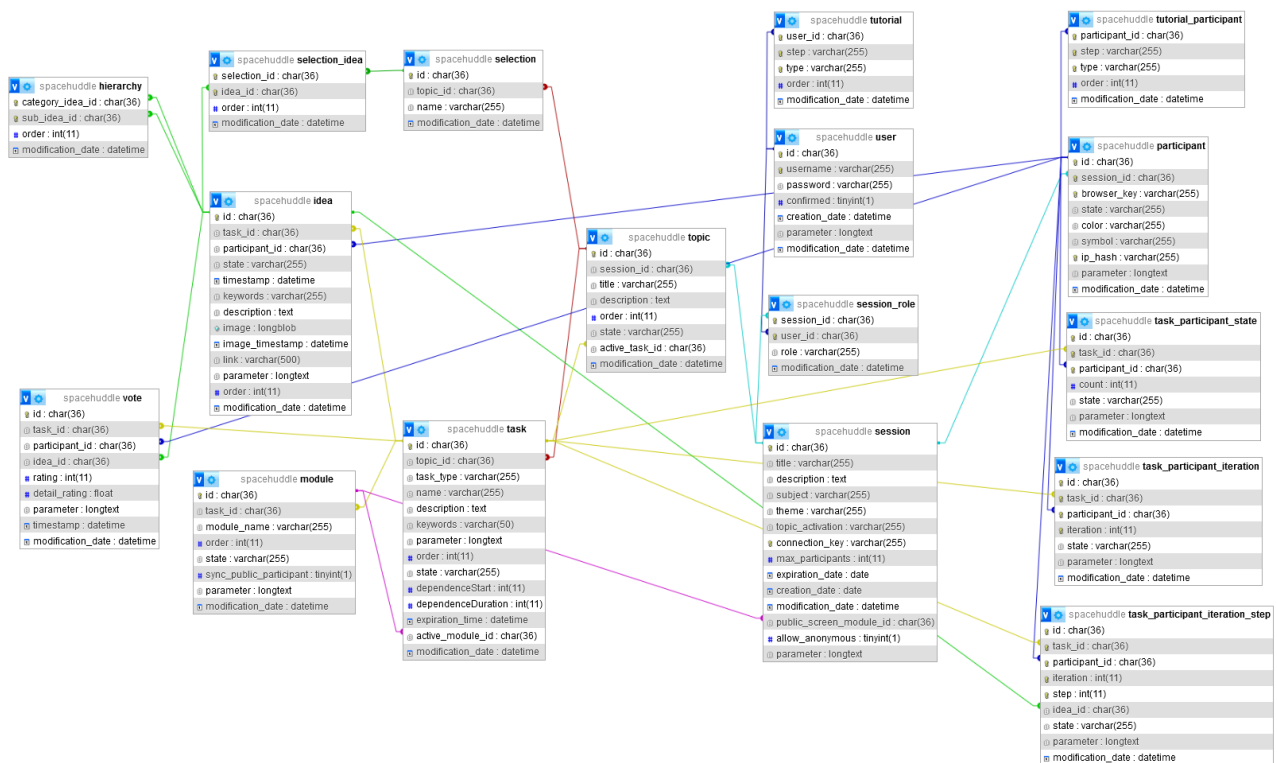 spacehuddle tutorial
user_id : char(36)
step : varchar(255)
type : varchar(255)
order : int(11)
modification_date : datetime
spacehuddle tutorial_participant
participant_id : char(36)
step : varchar(255)
type : varchar(255)
order : int(11)
modification_date : datetime
spacehuddle hierarchy
category_idea_id : char(36)
sub_idea_id : char(36)
order : int(11)
modification_date : datetime
spacehuddle selection_idea
selection_id : char(36)
idea_id : char(36)
order : int(11)
modification_date : datetime
spacehuddle selection
id : char(36)
topic_id : char(36)
name : varchar(255)
modification_date : datetime
spacehuddle user
id : char(36)
username : varchar(255)
password : varchar(255)
confirmed : tinyint(1)
creation_date : datetime
parameter : longtext
modification_date : datetime
spacehuddle participant
id : char(36)
session_id : char(36)
browser_key : varchar(255)
state : varchar(255)
color : varchar(255)
symbol : varchar(255)
ip_hash : varchar(255)
parameter : longtext
modification_date : datetime
spacehuddle idea
id : char(36)
task_id : char(36)
participant_id : char(36)
state : varchar(255)
timestamp : datetime
keywords : varchar(255)
description : text
image : longblob
image_timestamp : datetime
link : varchar(500)
parameter : longtext
order : int(11)
modification_date : datetime
spacehuddle topic
id : char(36)
session_id : char(36)
title : varchar(255)
description : text
order : int(11)
state : varchar(255)
active_task_id : char(36)
modification_date : datetime
spacehuddle session_role
session_id : char(36)
user_id : char(36)
role : varchar(255)
modification_date : datetime
spacehuddle task_participant_state
id : char(36)
task_id : char(36)
participant_id : char(36)
count : int(11)
state : varchar(255)
parameter : longtext
modification_date : datetime
spacehuddle vote
id : char(36)
task_id : char(36)
participant_id : char(36)
idea_id : char(36)
rating : int(11)
detail_rating : float
parameter : longtext
timestamp : datetime
modification_date : datetime
spacehuddle module
id : char(36)
task_id : char(36)
module_name : varchar(255)
order : int(11)
state : varchar(255)
sync_public_participant : tinyint(1)
parameter : longtext
modification_date : datetime
spacehuddle task
id : char(36)
topic_id : char(36)
task_type : varchar(255)
name : varchar(255)
description : text
keywords : varchar(50)
parameter : longtext
order : int(11)
state : varchar(255)
dependenceStart : int(11)
dependenceDuration : int(11)
expiration_time : datetime
active_module_id : char(36)
modification_date : datetime
spacehuddle session
id : char(36)
title : varchar(255)
description : text
subject : varchar(255)
theme : varchar(255)
topic_activation : varchar(255)
connection_key : varchar(255)
max_participants : int(11)
expiration_date : date
creation_date : date
modification_date : datetime
public_screen_module_id : char(36)
allow_anonymous : tinyint(1)
parameter : longtext
spacehuddle task_participant_iteration
id : char(36)
task_id : char(36)
participant_id : char(36)
iteration : int(11)
state : varchar(255)
parameter : longtext
modification_date : datetime
spacehuddle task_participant_iteration_step
id : char(36)
task_id : char(36)
participant_id : char(36)
iteration : int(11)
step : int(11)
idea_id : char(36)
state : varchar(255)
parameter : longtext
modification_date : datetime